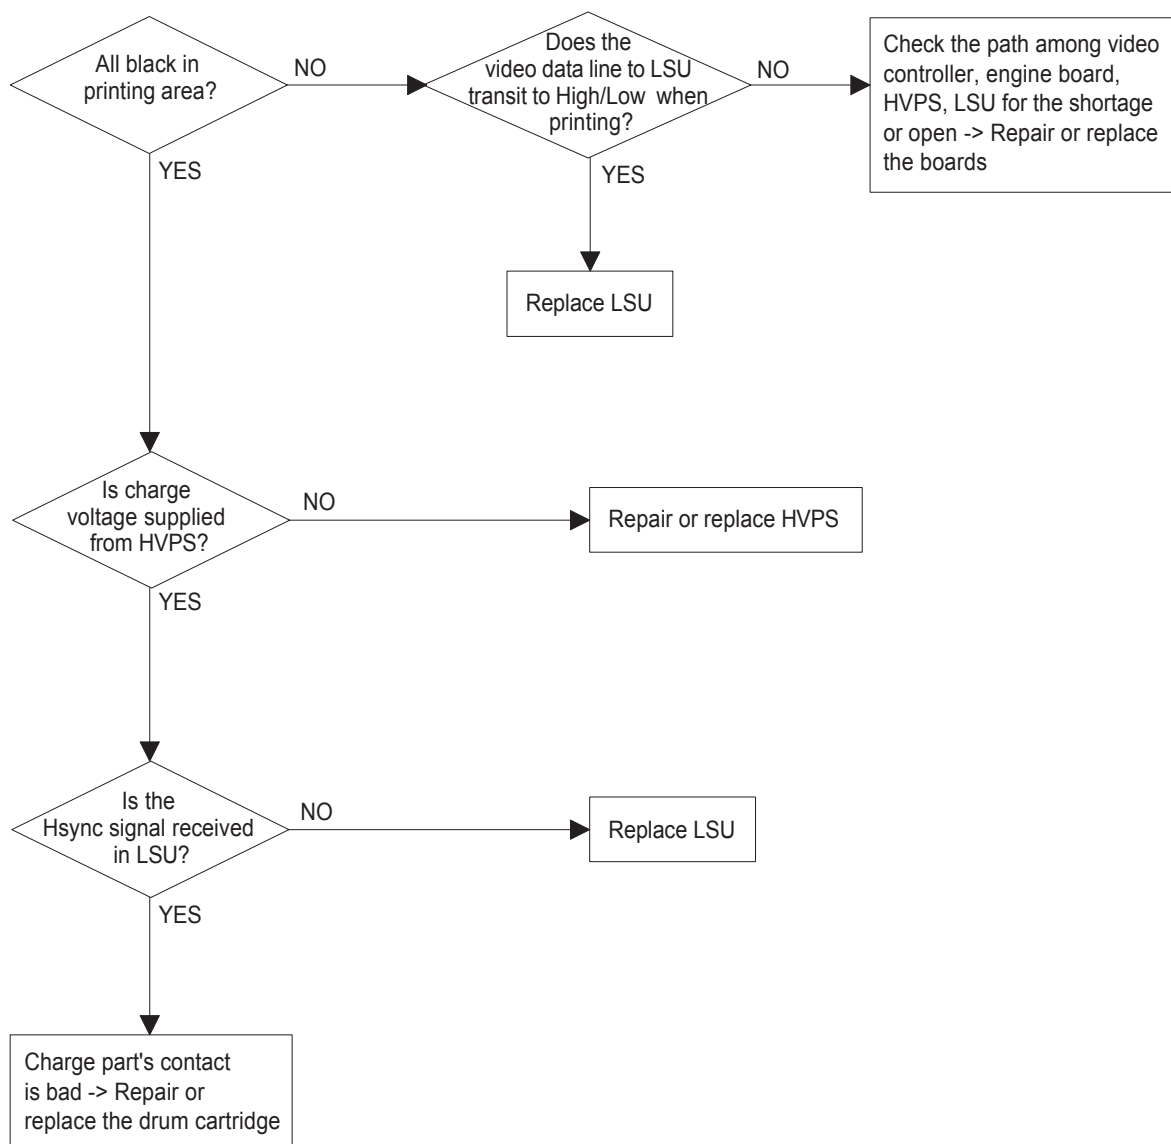 All black in
printing area?
NO
YES
Does the
video data line to LSU
transit to High/Low when
printing?
NO
YES
Check the path among video
controller, engine board,
HVPS, LSU for the shortage
or open -> Repair or replace
the boards
Replace LSU
Is charge
voltage supplied
from HVPS?
NO
YES
Repair or replace HVPS
Is the
Hsync signal received
in LSU?
NO
YES
Replace LSU
Charge part's contact
is bad -> Repair or
replace the drum cartridge